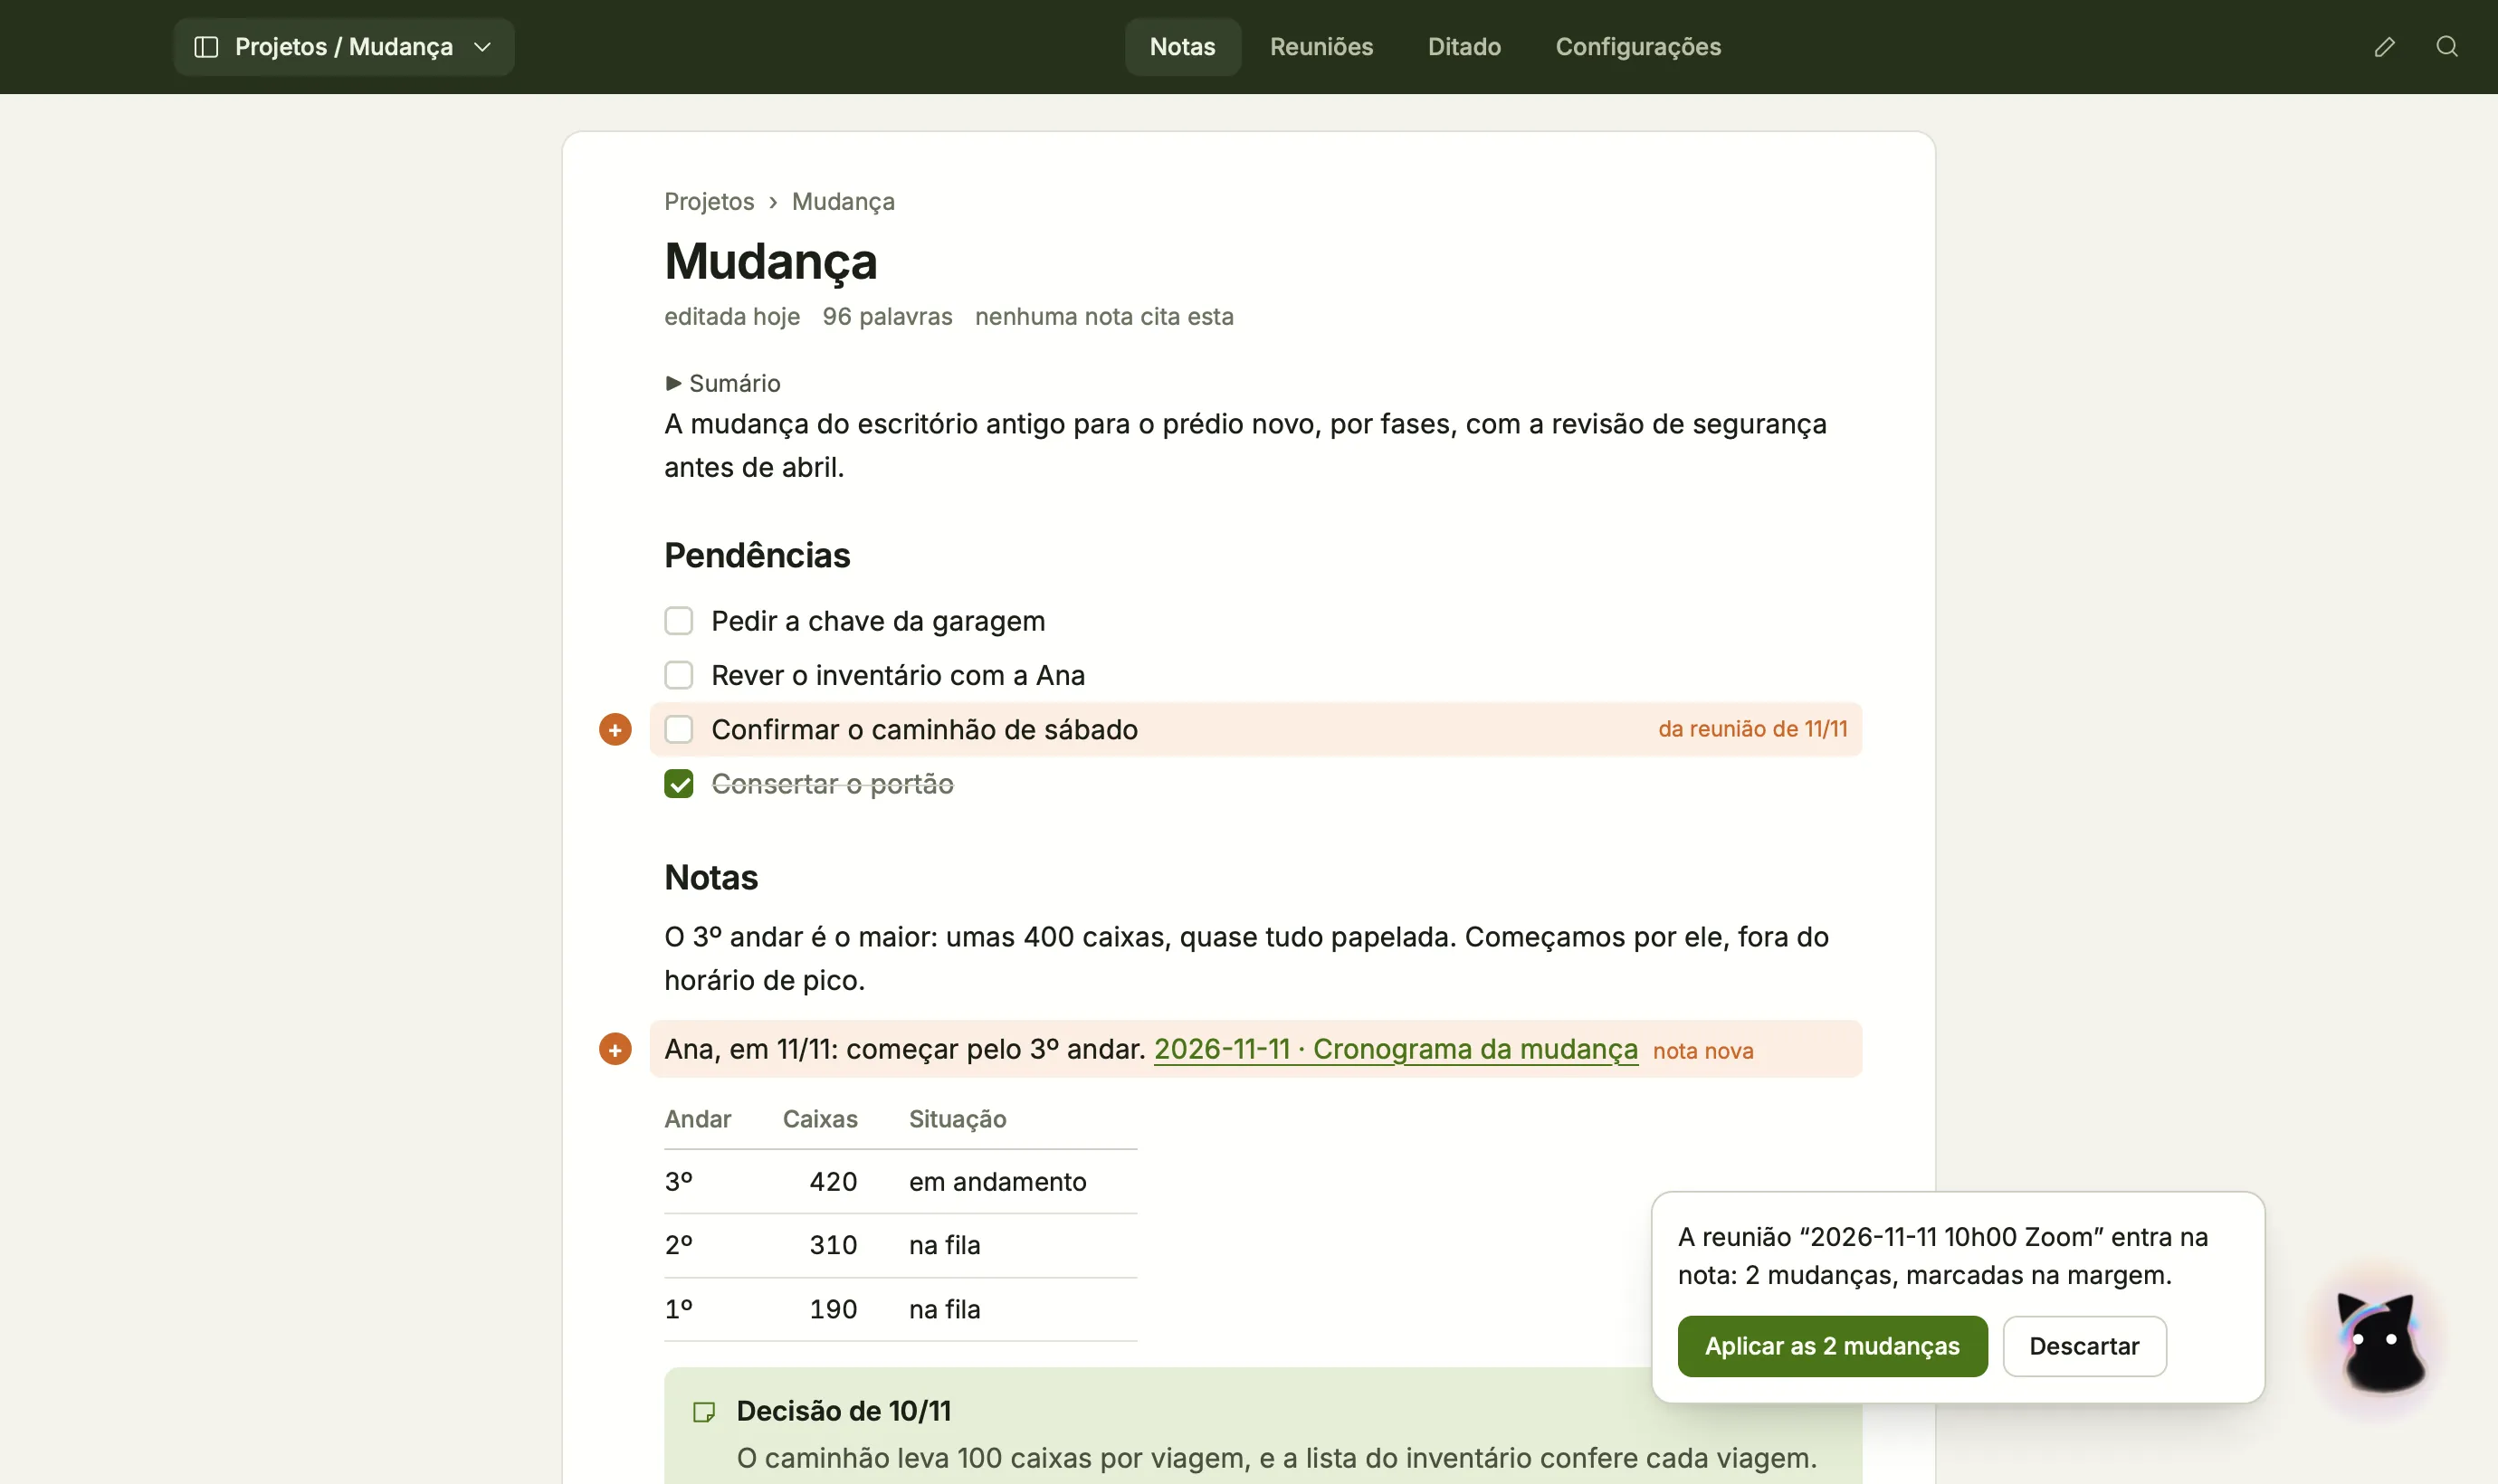 Projetos / Mudança
Notas
Reuniões
Ditado
Configurações
Projetos › Mudança
Mudança
editada hoje 96 palavras nenhuma nota cita esta
Sumário
A mudança do escritório antigo para o prédio novo, por fases, com a revisão de segurança
antes de abril.
Pendências
Pedir a chave da garagem
Rever o inventário com a Ana
Confirmar o caminhão de sábado da reunião de 11/11
Consertar o portão
Notas
O 3º andar é o maior: umas 400 caixas, quase tudo papelada. Começamos por ele, fora do
horário de pico.
Ana, em 11/11: começar pelo 3º andar. 2026-11-11 · Cronograma da mudança nota nova
Andar Caixas Situação
3º 420 em andamento
2º 310 na fila
1º 190 na fila
Decisão de 10/11
O caminhão leva 100 caixas por viagem, e a lista do inventário confere cada viagem.
A reunião “2026-11-11 10h00 Zoom” entra na
nota: 2 mudanças, marcadas na margem.
Aplicar as 2 mudanças
Descartar